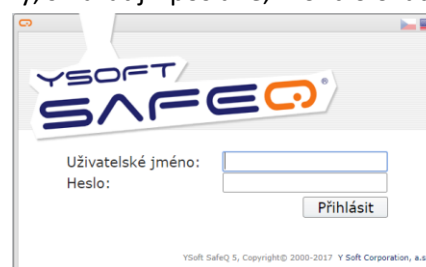 YSOFT
SAFEQ®
Uživatelské jméno:
Heslo:
Přihlásit
YSoft SafeQ 5, Copyright© 2000-2017 Y Soft Corporation, a.s